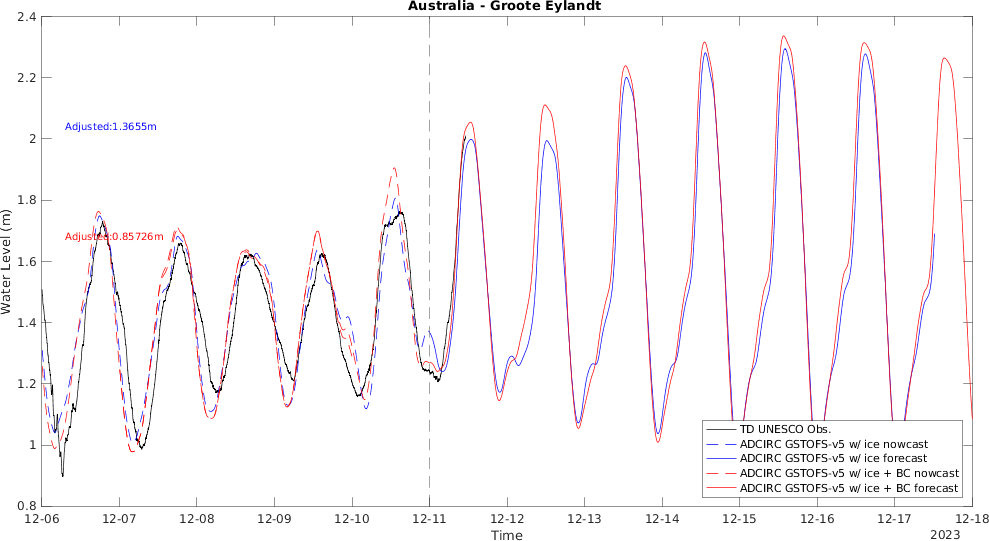 Australia - Groote Eylandt
2.4
2.2
2
1.8
1.6
1.4
1.2
1
0.8
Water Level (m)
Adjusted:1.3655m
Adjusted:0.85726m
TD UNESCO Obs.
ADCIRC GSTOFS-v5 w/ ice nowcast
ADCIRC GSTOFS-v5 w/ ice forecast
ADCIRC GSTOFS-v5 w/ ice + BC nowcast
ADCIRC GSTOFS-v5 w/ ice + BC forecast
12-06 12-07 12-08 12-09 12-10 12-11 12-12 12-13 12-14 12-15 12-16 12-17 12-18
Time
2023